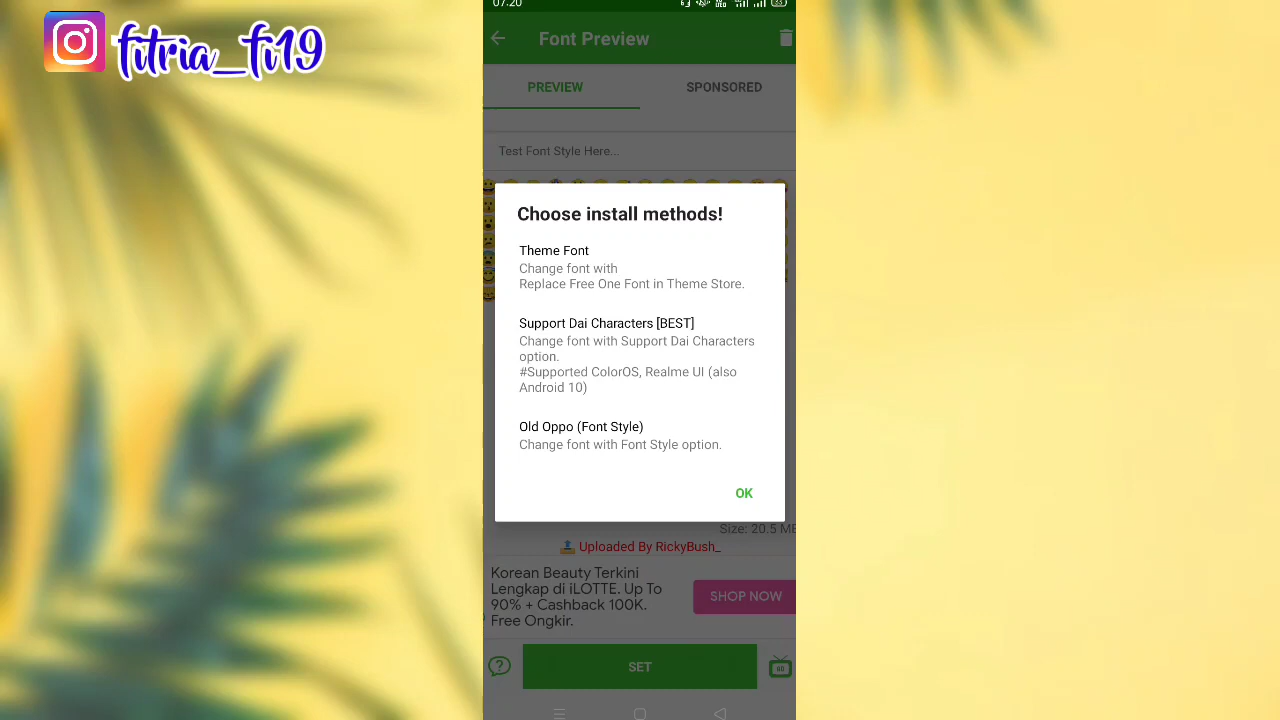 fitria_fi19
07.20
33
Font Preview
PREVIEW
SPONSORED
Test Font Style Here...
Choose install methods!
Theme Font
Change font with
Replace Free One Font in Theme Store.
Support Dai Characters [BEST]
Change font with Support Dai Characters
option.
#Supported ColorOS, Realme UI (also
Android 10)
Old Oppo (Font Style)
Change font with Font Style option.
OK
Size: 20.5 MB
Uploaded By RickyBush_
Korean Beauty Terkini
Lengkap di iLOTTE. Up To
90% + Cashback 100K.
Free Ongkir.
SHOP NOW
SET